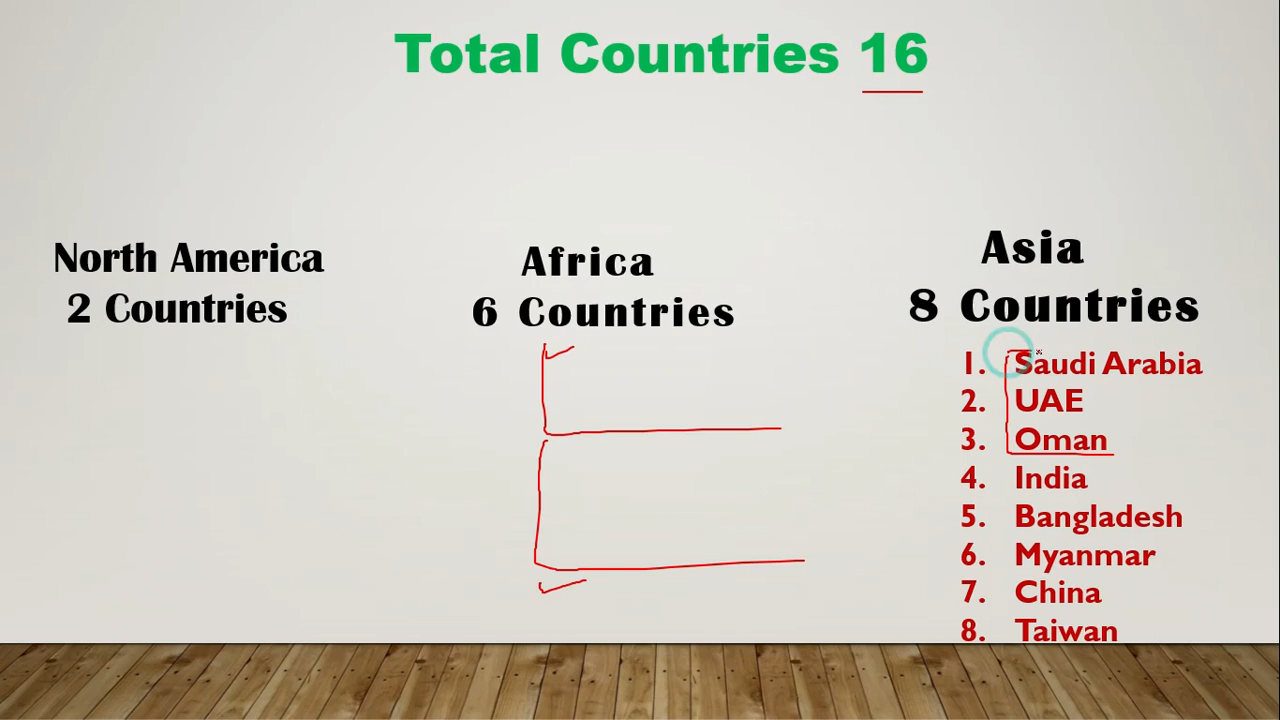 Total Countries 16
North America
2 Countries
Africa
6 Countries
Asia
8 Countries
1. Saudi Arabia
2. UAE
3. Oman
4. India
5. Bangladesh
6. Myanmar
7. China
8. Taiwan